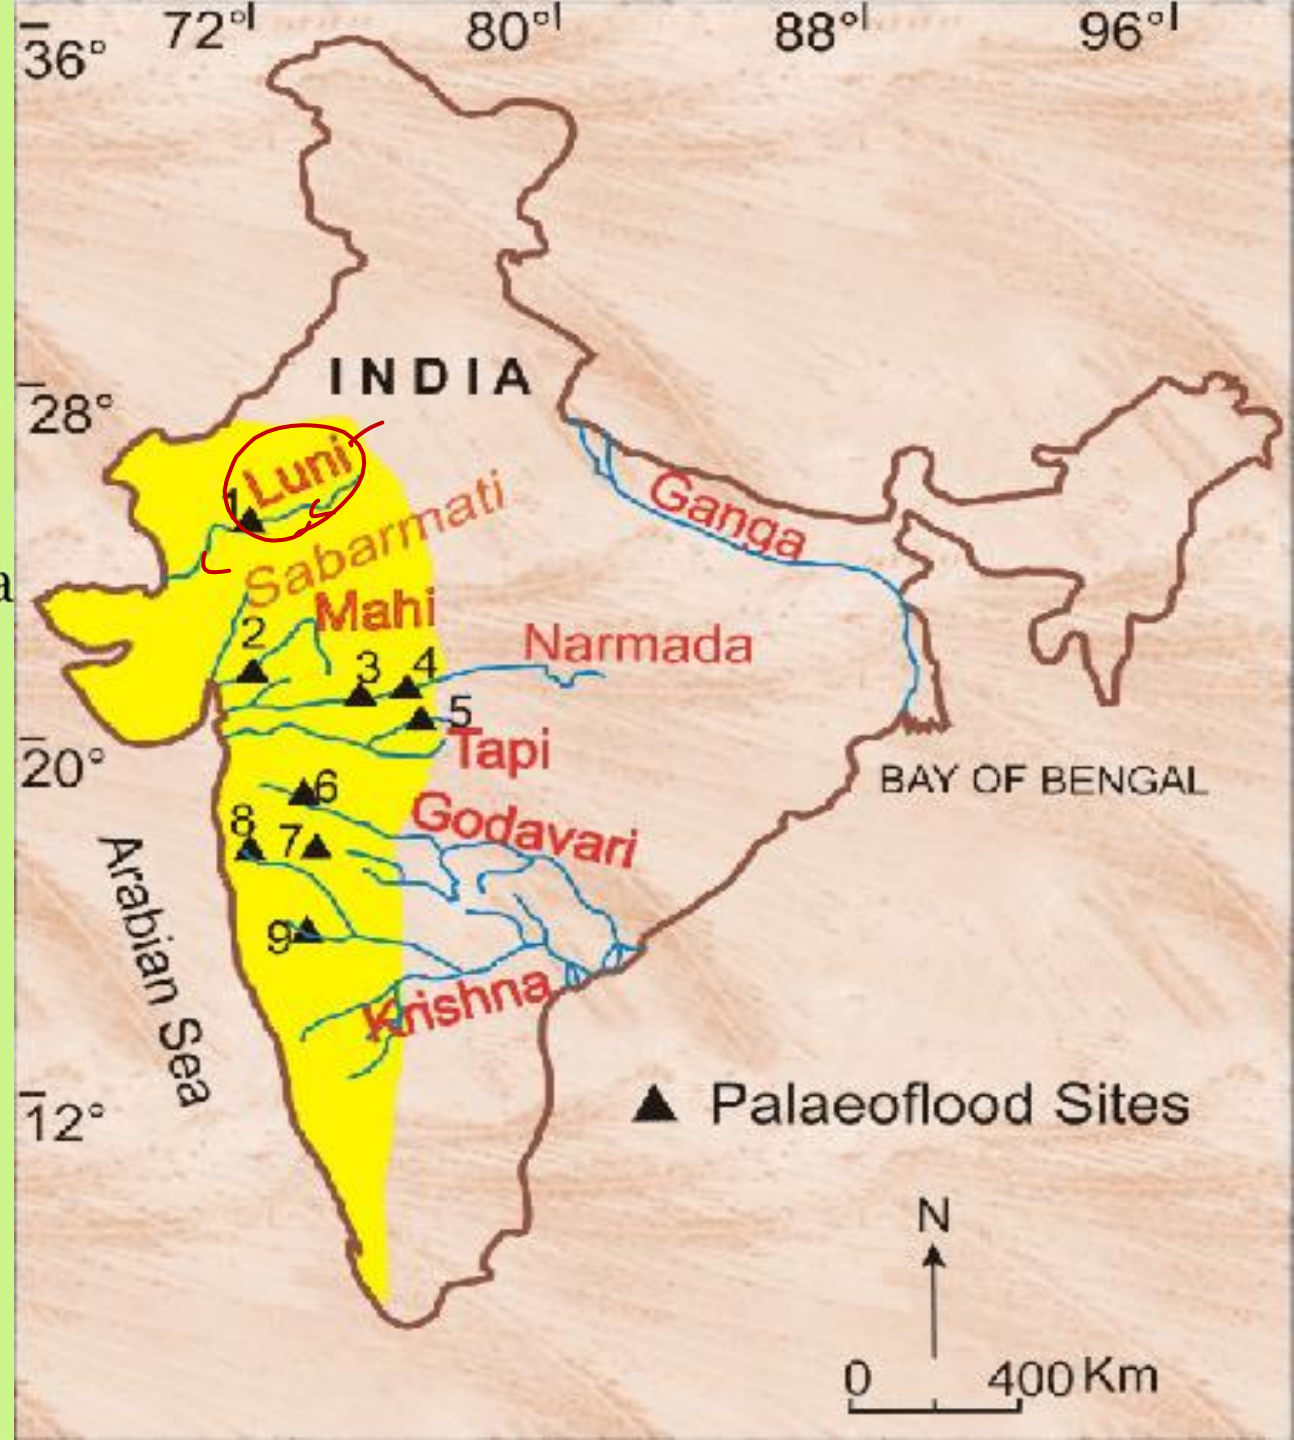 72° 80° 88° 96°
36°
INDIA
28°
Luni
1
Sabarmati
Ganga
a
Mahi
2
Narmada
3 4
5
Tapi
20°
BAY OF BENGAL
6
Godavari
8 7
Arabian Sea
9
Krishna
12°
Palaeoflood Sites
N
0 400 Km